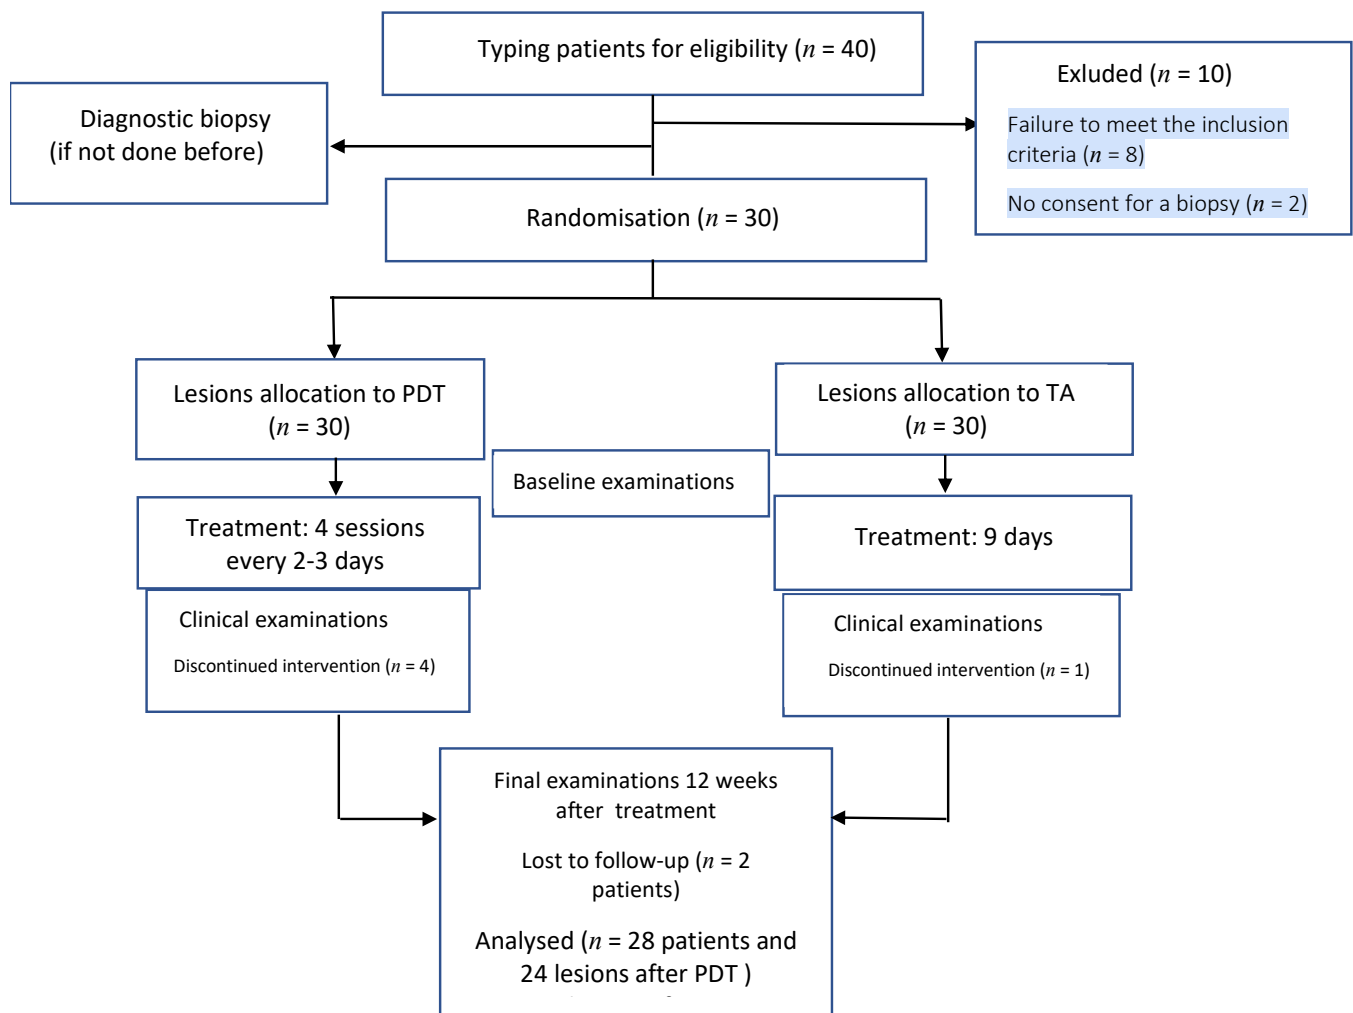 Typing patients for eligibility (n = 40)
Exluded (n = 10)
Failure to meet the inclusion
criteria (n = 8)
No consent for a biopsy (n = 2)
Diagnostic biopsy
(if not done before)
Randomisation (n = 30)
Lesions allocation to PDT
(n = 30)
Lesions allocation to TA
(n = 30)
Baseline examinations
Treatment: 4 sessions
every 2-3 days
Treatment: 9 days
Clinical examinations
Discontinued intervention (n = 4)
Clinical examinations
Discontinued intervention (n = 1)
Final examinations 12 weeks
after treatment
Lost to follow-up (n = 2
patients)
Analysed (n = 28 patients and
24 lesions after PDT )